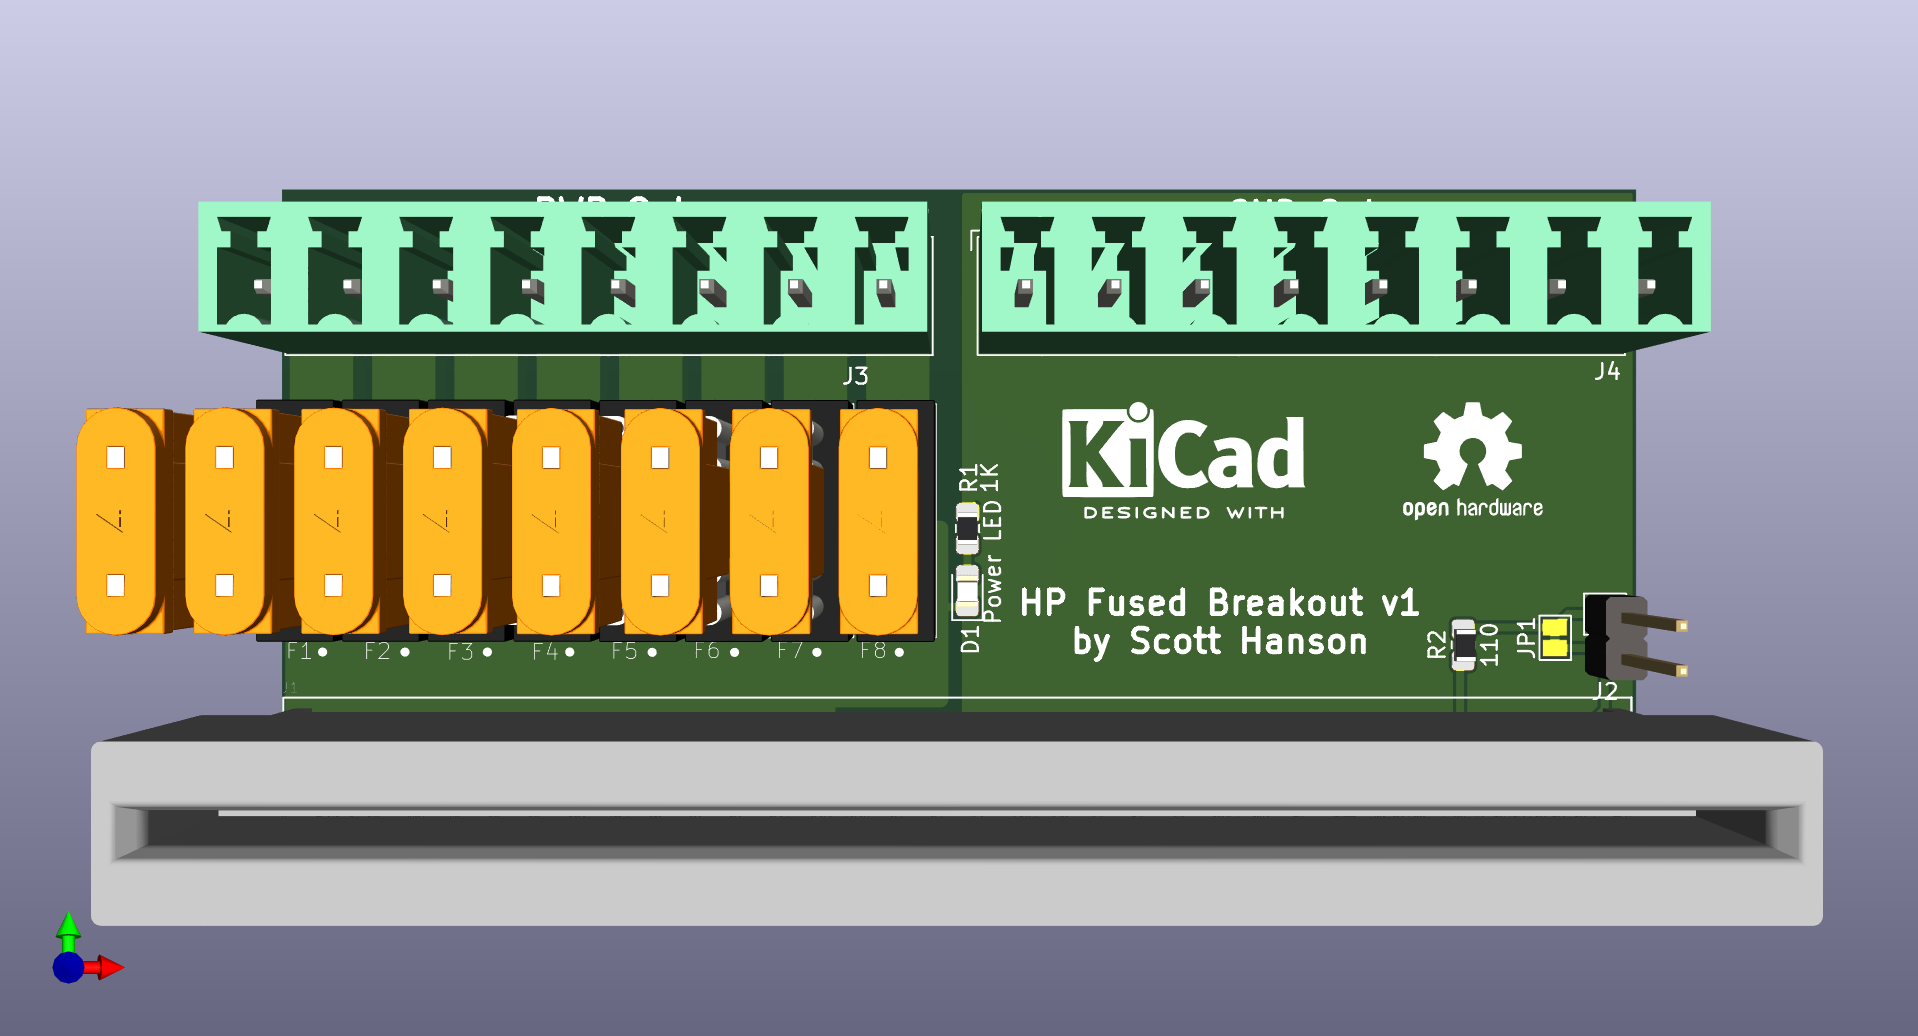 J3
J4
KiCad
DESIGNED WITH
open hardware
R1
1K
Power LED
D1
HP Fused Breakout v1
by Scott Hanson
R2
110
JP1
J2
F1
F2
F3
F4
F5
F6
F7
F8
J1